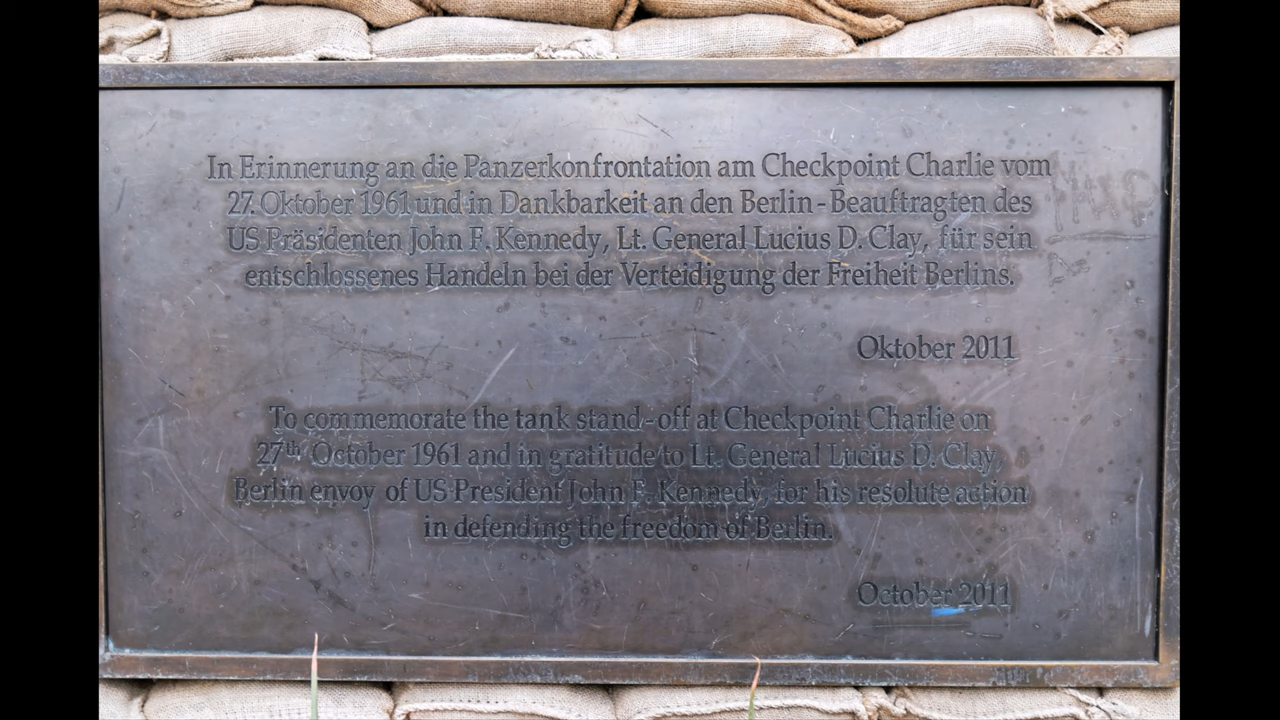 In Erinnerung an die Panzerkonfrontation am Checkpoint Charlie vom
27. Oktober 1961 und in Dankbarkeit an den Berlin-Beauftragten des
US Präsidenten John F. Kennedy, Lt. General Lucius D. Clay, für sein
entschlossenes Handeln bei der Verteidigung der Freiheit Berlins.
Oktober 2011
To commemorate the tank stand-off at Checkpoint Charlie on
27th October 1961 and in gratitude to Lt. General Lucius D. Clay,
Berlin envoy of US President John F. Kennedy, for his resolute action
in defending the freedom of Berlin.
October 2011